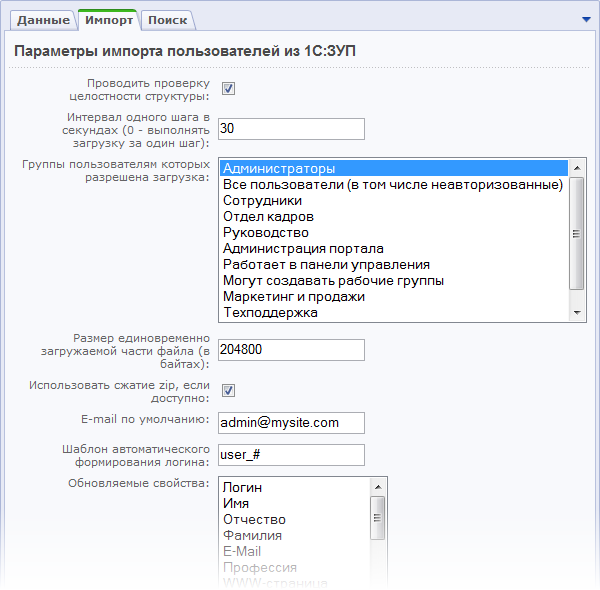 Данные Импорт Поиск
Параметры импорта пользователей из 1С:ЗУП
Проводить проверку
целостности структуры:
Интервал одного шага в
секундах (0 - выполнять
загрузку за один шаг):
30
Группы пользователям которых
разрешена загрузка:
Администраторы
Все пользователи (в том числе неавторизованные)
Сотрудники
Отдел кадров
Руководство
Администрация портала
Работает в панели управления
Могут создавать рабочие группы
Маркетинг и продажи
Техподдержка
Размер единовременно
загружаемой части файла (в
байтах):
204800
Использовать сжатие zip, если
доступно:
E-mail по умолчанию:
admin@mysite.com
Шаблон автоматического
формирования логина:
user_#
Обновляемые свойства:
Логин
Имя
Отчество
Фамилия
E-Mail
Профессия
WWW-страница